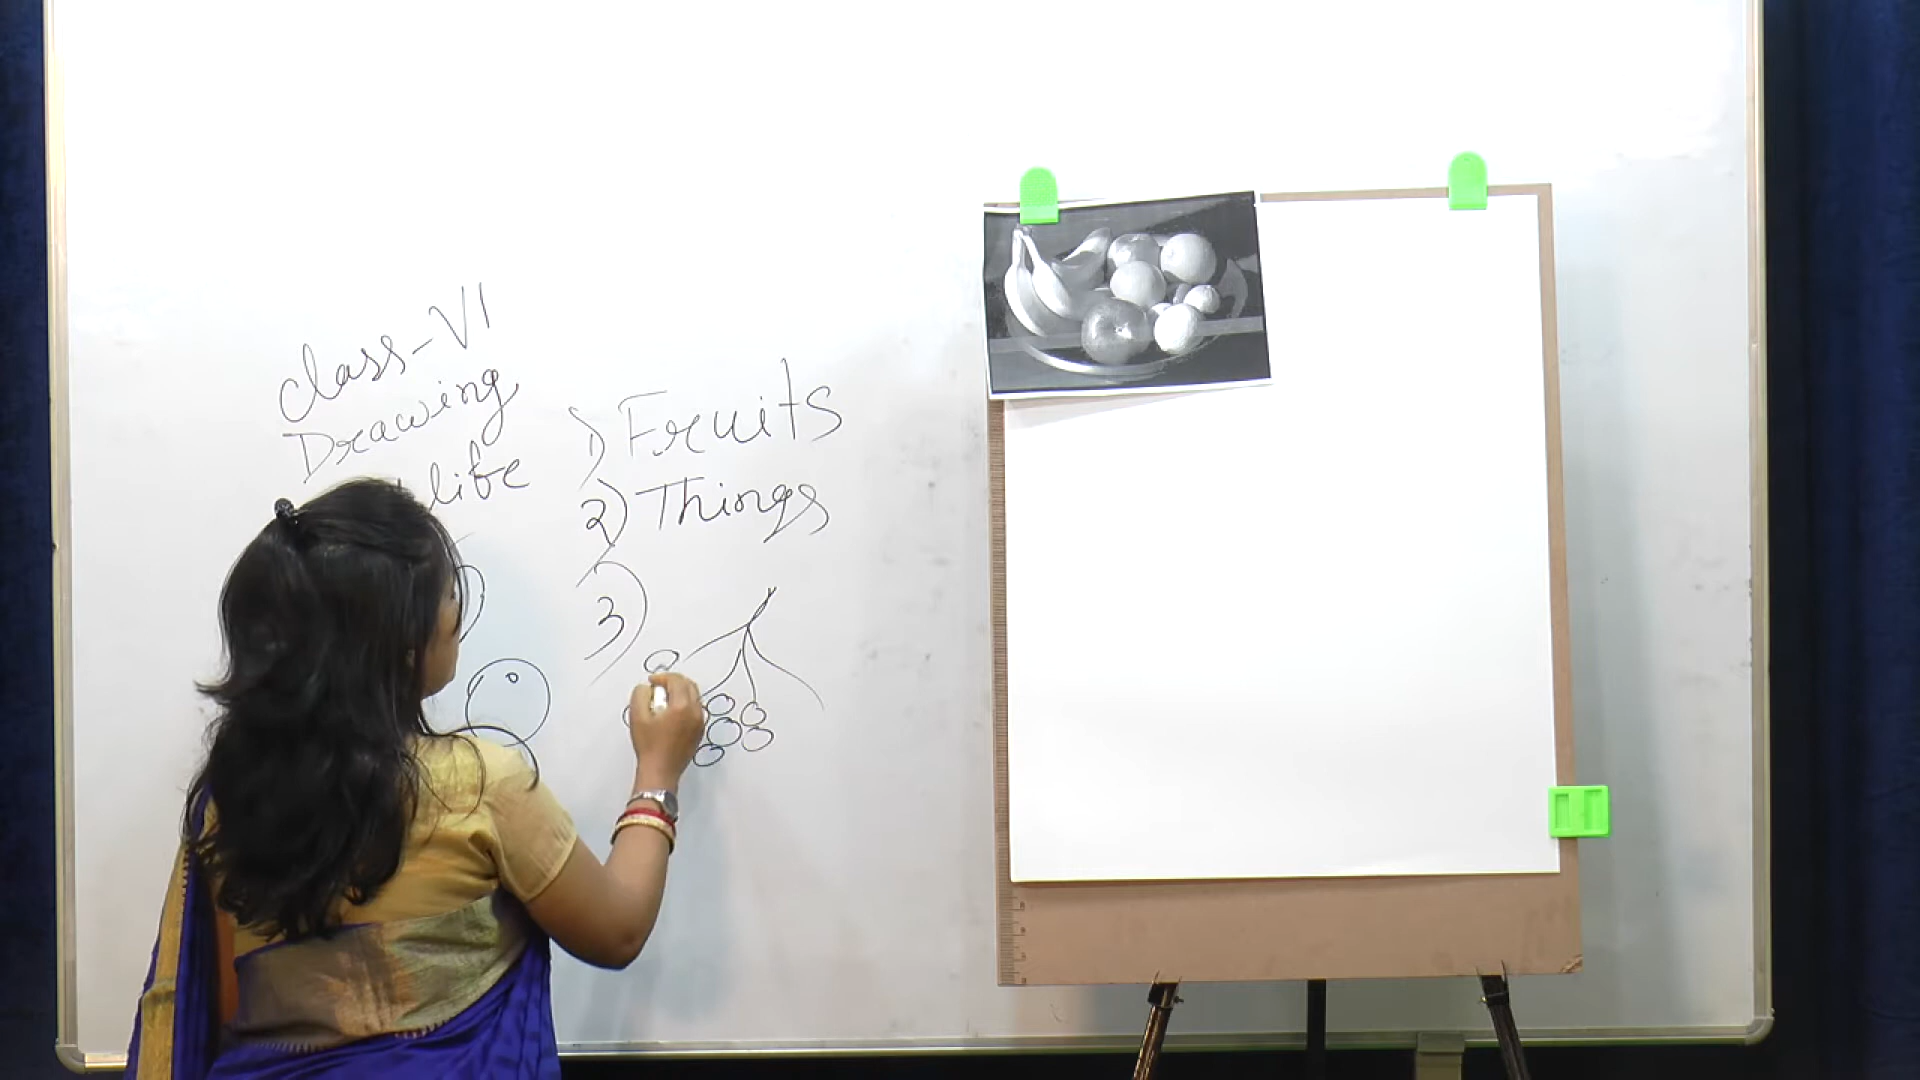 Class-VI
Drawing
life
1) Fruits
2) Things
3)